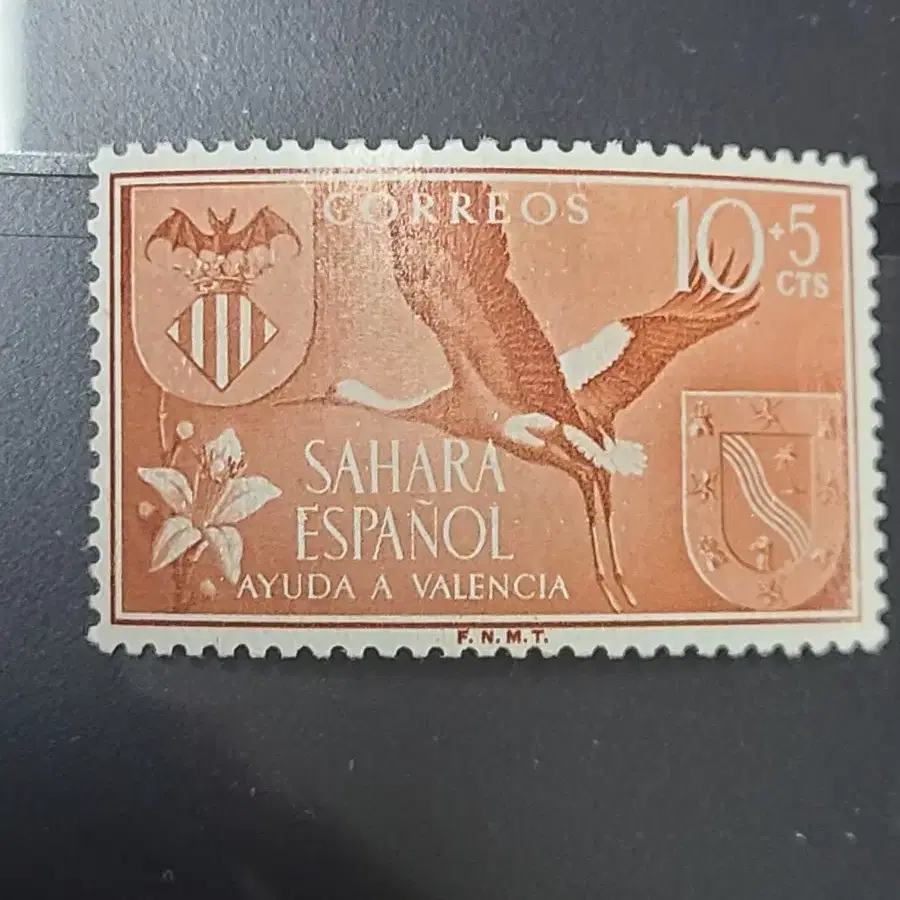 CORREOS
10+5
CTS
SAHARA
ESPAÑOL
AYUDA A VALENCIA
F. N. M. T.